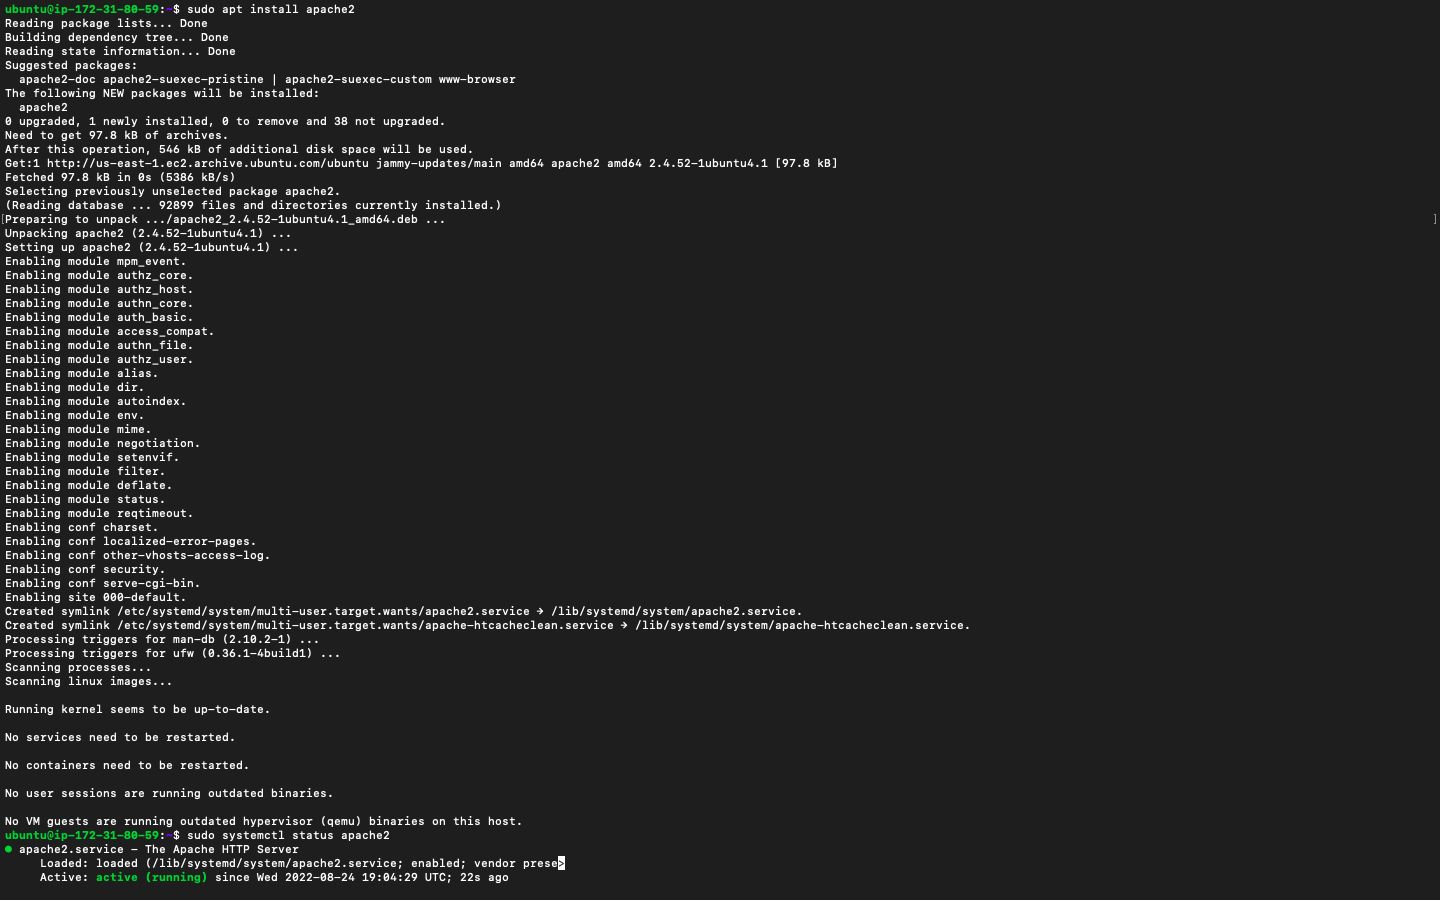 ubuntu@ip-172-31-80-59:~$ sudo apt install apache2
Reading package lists... Done
Building dependency tree... Done
Reading state information... Done
Suggested packages:
  apache2-doc apache2-suexec-pristine | apache2-suexec-custom www-browser
The following NEW packages will be installed:
  apache2
0 upgraded, 1 newly installed, 0 to remove and 38 not upgraded.
Need to get 97.8 kB of archives.
After this operation, 546 kB of additional disk space will be used.
Get:1 http://us-east-1.ec2.archive.ubuntu.com/ubuntu jammy-updates/main amd64 apache2 amd64 2.4.52-1ubuntu4.1 [97.8 kB]
Fetched 97.8 kB in 0s (5386 kB/s)
Selecting previously unselected package apache2.
(Reading database ... 92899 files and directories currently installed.)
Preparing to unpack .../apache2_2.4.52-1ubuntu4.1_amd64.deb ...
Unpacking apache2 (2.4.52-1ubuntu4.1) ...
Setting up apache2 (2.4.52-1ubuntu4.1) ...
Enabling module mpm_event.
Enabling module authz_core.
Enabling module authz_host.
Enabling module authn_core.
Enabling module auth_basic.
Enabling module access_compat.
Enabling module authn_file.
Enabling module authz_user.
Enabling module alias.
Enabling module dir.
Enabling module autoindex.
Enabling module env.
Enabling module mime.
Enabling module negotiation.
Enabling module setenvif.
Enabling module filter.
Enabling module deflate.
Enabling module status.
Enabling module reqtimeout.
Enabling conf charset.
Enabling conf localized-error-pages.
Enabling conf other-vhosts-access-log.
Enabling conf security.
Enabling conf serve-cgi-bin.
Enabling site 000-default.
Created symlink /etc/systemd/system/multi-user.target.wants/apache2.service → /lib/systemd/system/apache2.service.
Created symlink /etc/systemd/system/multi-user.target.wants/apache-htcacheclean.service → /lib/systemd/system/apache-htcacheclean.service.
Processing triggers for man-db (2.10.2-1) ...
Processing triggers for ufw (0.36.1-4build1) ...
Scanning processes...
Scanning linux images...
Running kernel seems to be up-to-date.
No services need to be restarted.
No containers need to be restarted.
No user sessions are running outdated binaries.
No VM guests are running outdated hypervisor (qemu) binaries on this host.
ubuntu@ip-172-31-80-59:~$ sudo systemctl status apache2
● apache2.service - The Apache HTTP Server
     Loaded: loaded (/lib/systemd/system/apache2.service; enabled; vendor prese>
     Active: active (running) since Wed 2022-08-24 19:04:29 UTC; 22s ago